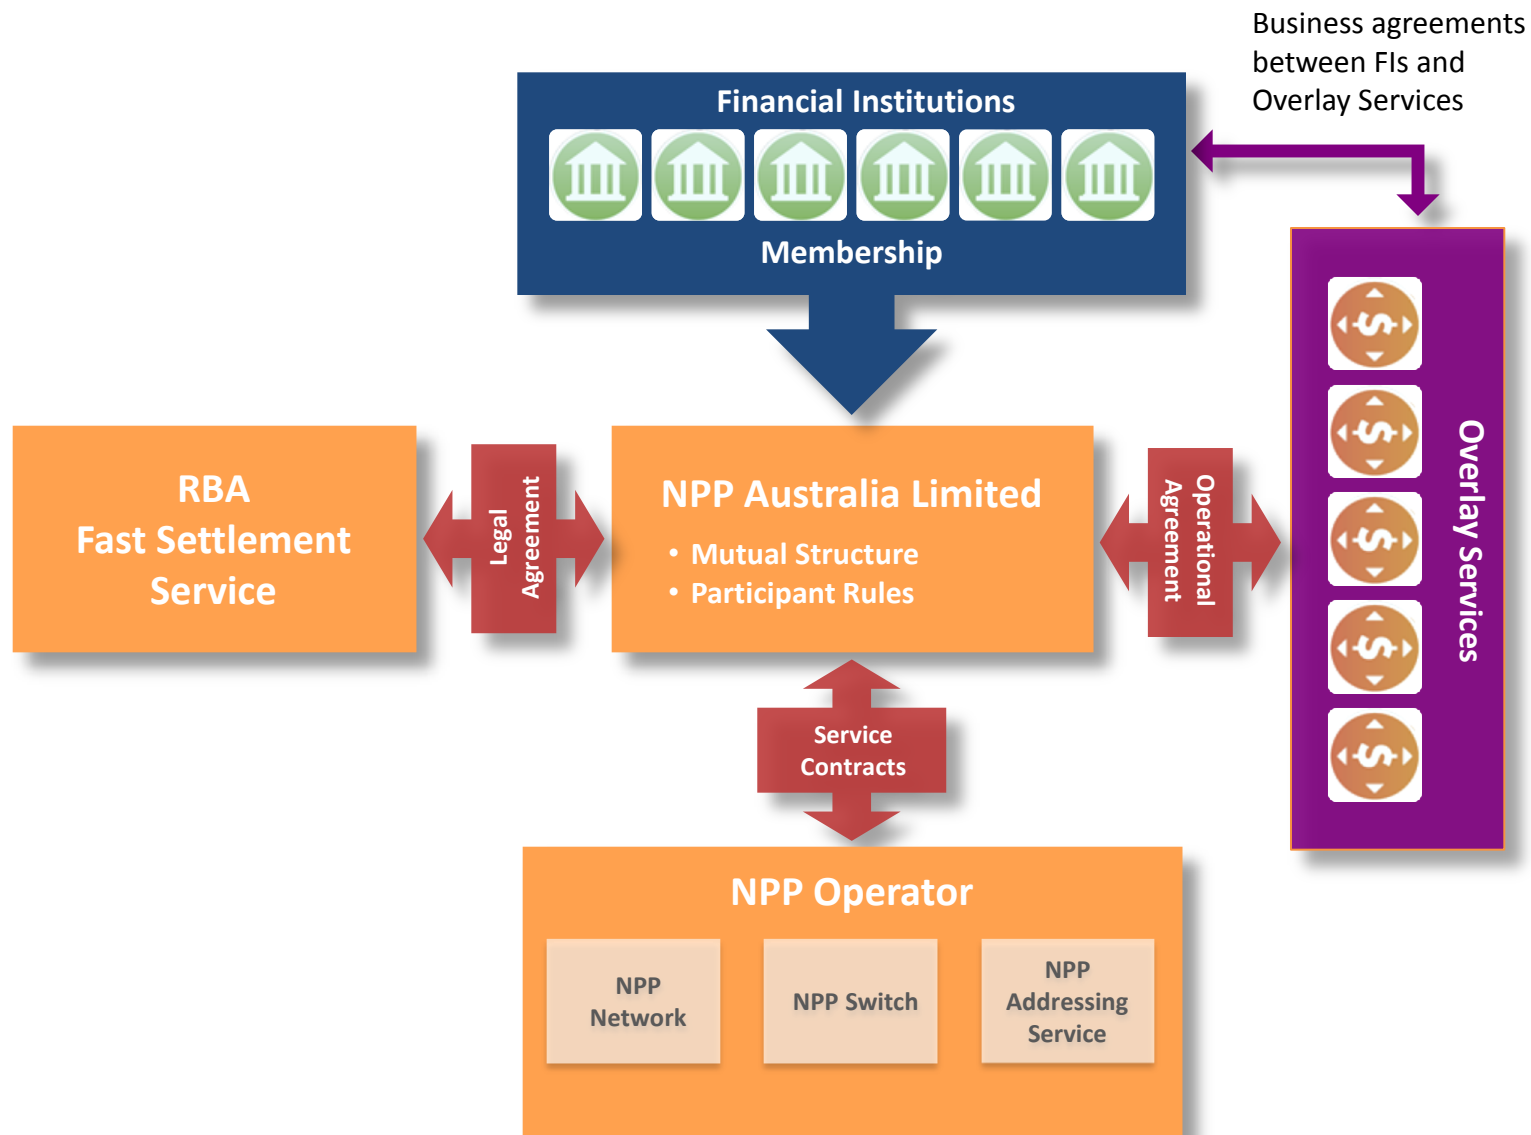 Business agreements
between FIs and
Overlay Services
Financial Institutions
Membership
RBA
Fast Settlement
Service
Legal
Agreement
NPP Australia Limited
• Mutual Structure
• Participant Rules
Operational
Agreement
Overlay Services
Service
Contracts
NPP Operator
NPP
Network
NPP Switch
NPP
Addressing
Service